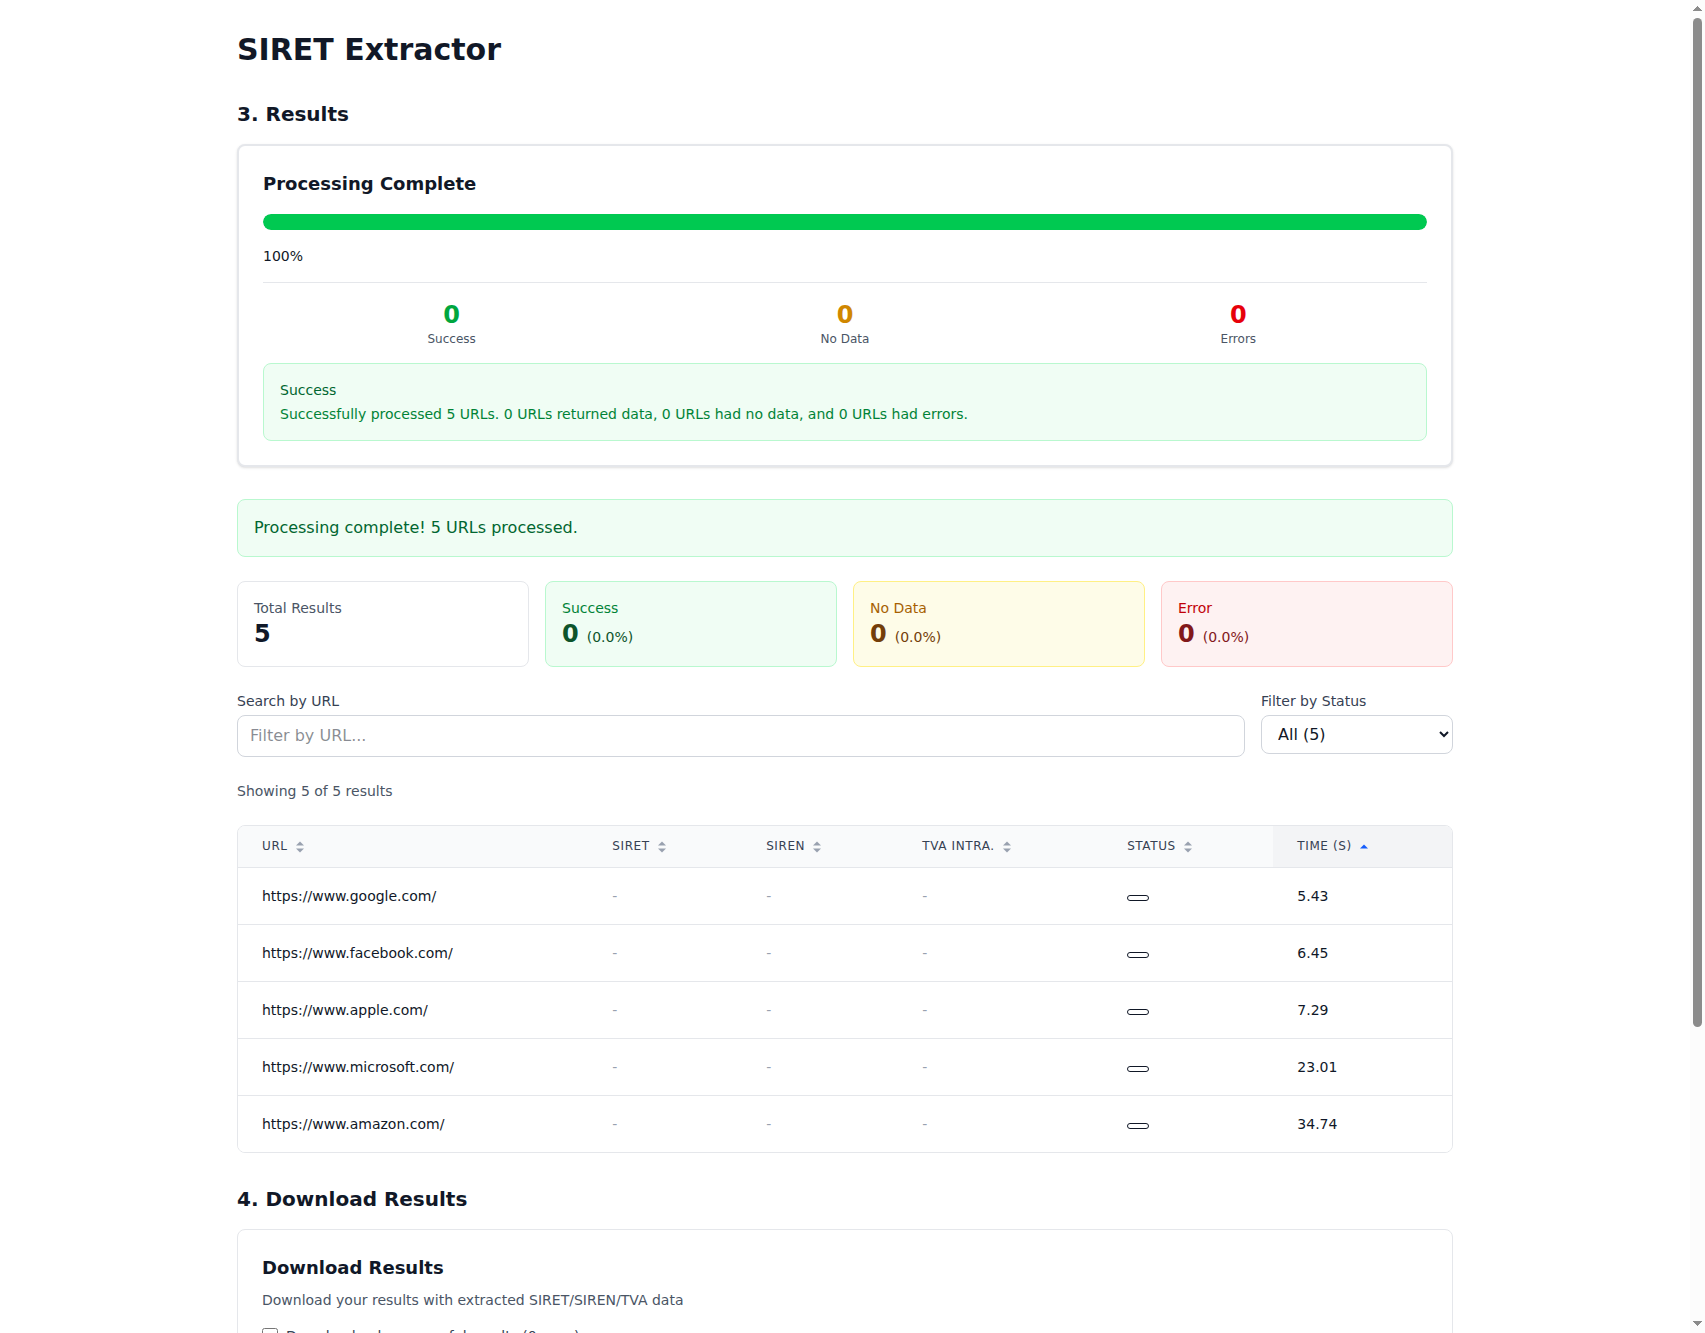 SIRET Extractor
3. Results
Processing Complete
100%
0 0 0
Success No Data Errors
Success
Successfully processed 5 URLs. 0 URLs returned data, 0 URLs had no data, and 0 URLs had errors.
Processing complete! 5 URLs processed.
Total Results Success No Data Error
5 0 (0.0%) 0 (0.0%) 0 (0.0%)
Search by URL Filter by Status
Filter by URL... All (5)
Showing 5 of 5 results
URL SIRET SIREN TVA INTRA. STATUS TIME (S)
https://www.google.com/ - - - 5.43
https://www.facebook.com/ - - - 6.45
https://www.apple.com/ - - - 7.29
https://www.microsoft.com/ - - - 23.01
https://www.amazon.com/ - - - 34.74
4. Download Results
Download Results
Download your results with extracted SIRET/SIREN/TVA data